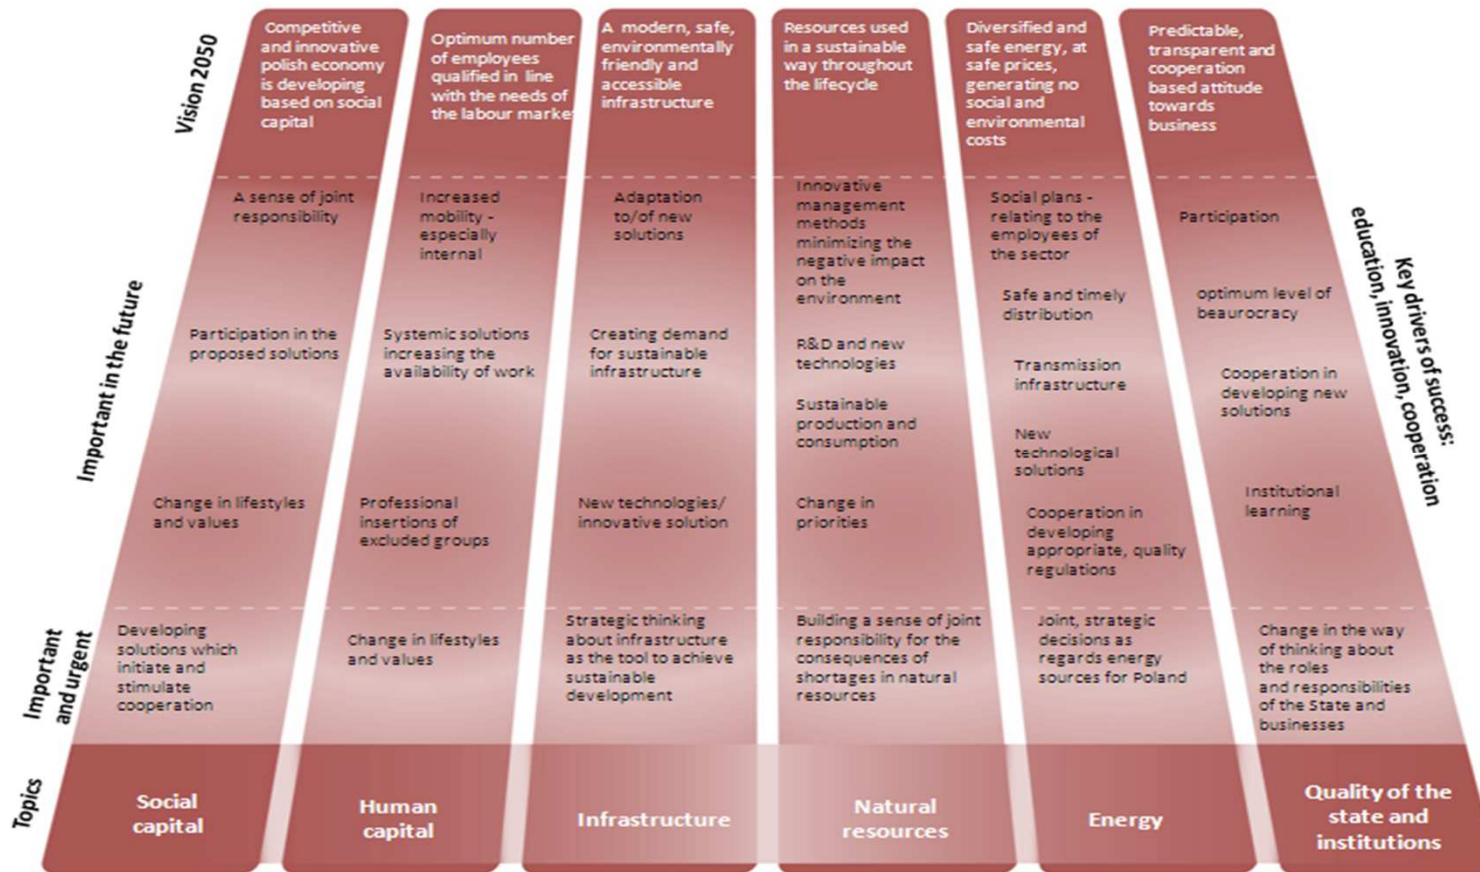 Vision 2050
Competitive
and innovative
polish economy
is developing
based on social
capital
Optimum number
of employees
qualified in line
with the needs of
the labour marke
A modern, safe,
environmentally
friendly and
accessible
infrastructure
Resources used
in a sustainable
way throughout
the lifecycle
Diversified and
safe energy, at
safe prices,
generating no
social and
environmental
costs
Predictable,
transparent and
cooperation
based attitude
towards
business
Important in the future
A sense of joint
responsibility
Participation in the
proposed solutions
Change in lifestyles
and values
Increased
mobility -
especially
internal
Systemic solutions
increasing the
availability of work
Professional
insertions of
excluded groups
Adaptation
to/of new
solutions
Creating demand
for sustainable
infrastructure
New technologies/
innovative solution
Innovative
management
methods
minimizing the
negative impact
on the
environment
R&D and new
technologies
Sustainable
production and
consumption
Change in
priorities
Social plans -
relating to the
employees of
the sector
Safe and timely
distribution
Transmission
infrastructure
New
technological
solutions
Cooperation in
developing
appropriate, quality
regulations
Participation
optimum level of
beaurocracy
Cooperation in
developing new
solutions
Institutional
learning
Key drivers of success:
education, innovation, cooperation
Important
and urgent
Developing
solutions which
initiate and
stimulate
cooperation
Change in lifestyles
and values
Strategic thinking
about infrastructure
as the tool to achieve
sustainable
development
Building a sense of joint
responsibility for the
consequences of
shortages in natural
resources
Joint, strategic
decisions as
regards energy
sources for Poland
Change in the way
of thinking about
the roles
and responsibilities
of the State and
businesses
Topics
Social
capital
Human
capital
Infrastructure
Natural
resources
Energy
Quality of the
state and
institutions